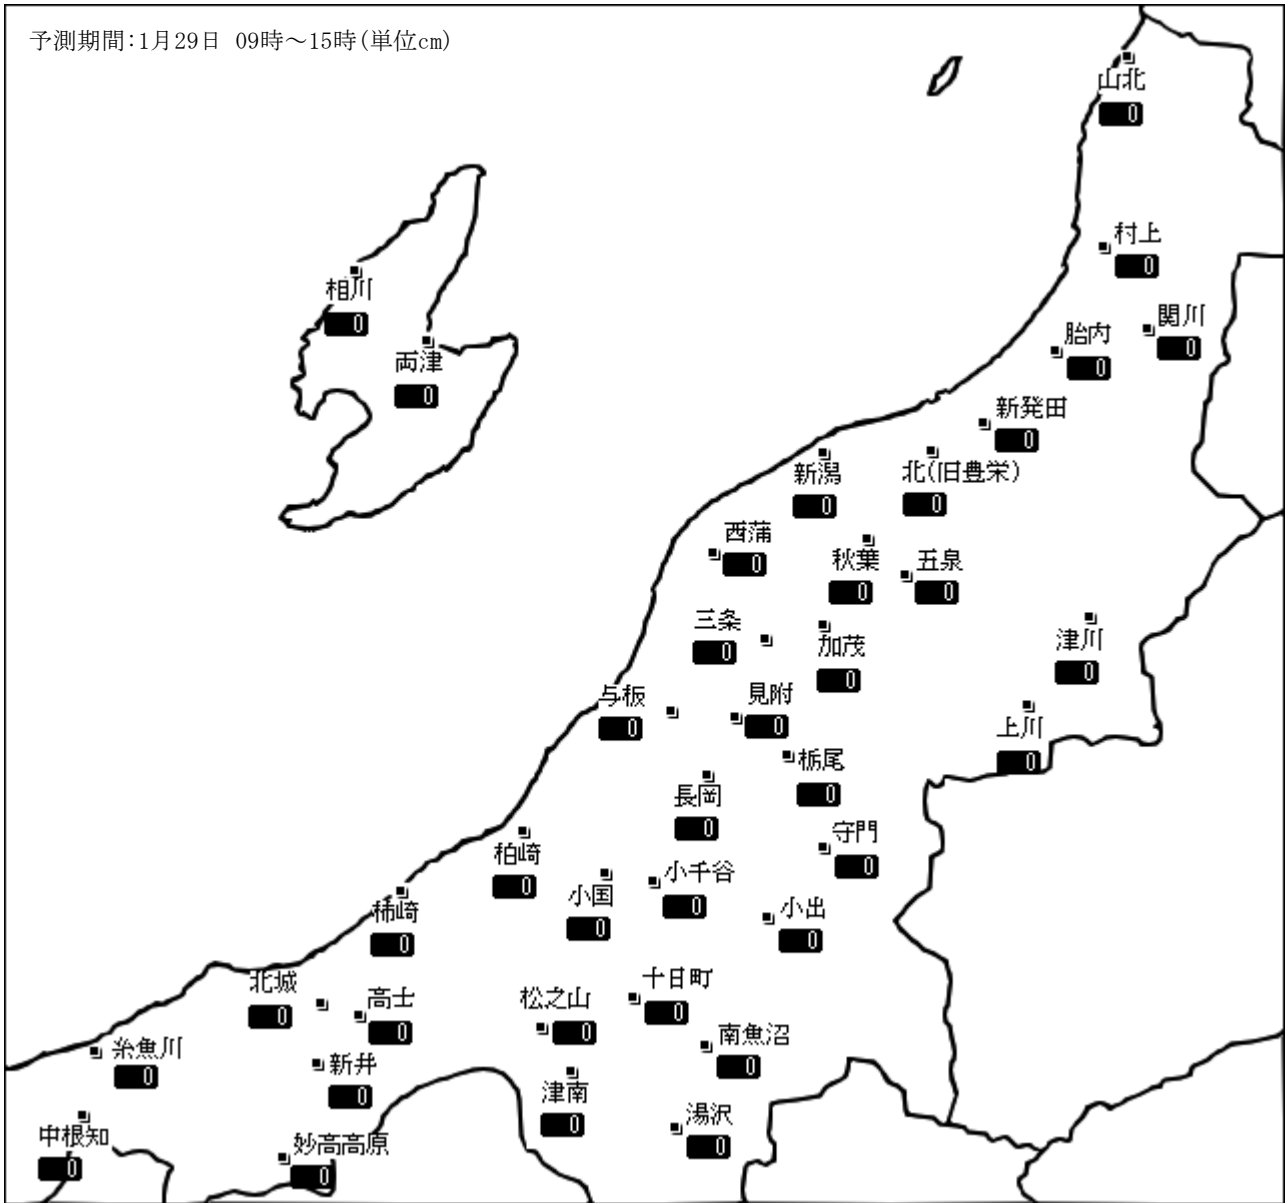 予測期間:1月29日 09時～15時(単位cm)
山北
0
村上
0
相川
0
関川
0
胎内
0
両津
0
新発田
0
新潟
0
北(旧豊栄)
0
西蒲
0
秋葉
0
五泉
0
三条
0
加茂
0
津川
0
与板
0
見附
0
上川
0
栃尾
0
長岡
0
守門
0
柏崎
0
小千谷
0
小国
0
小出
0
柿崎
0
北城
0
高士
0
松之山
0
十日町
0
南魚沼
0
糸魚川
0
新井
0
津南
0
湯沢
0
中根知
0
妙高高原
0